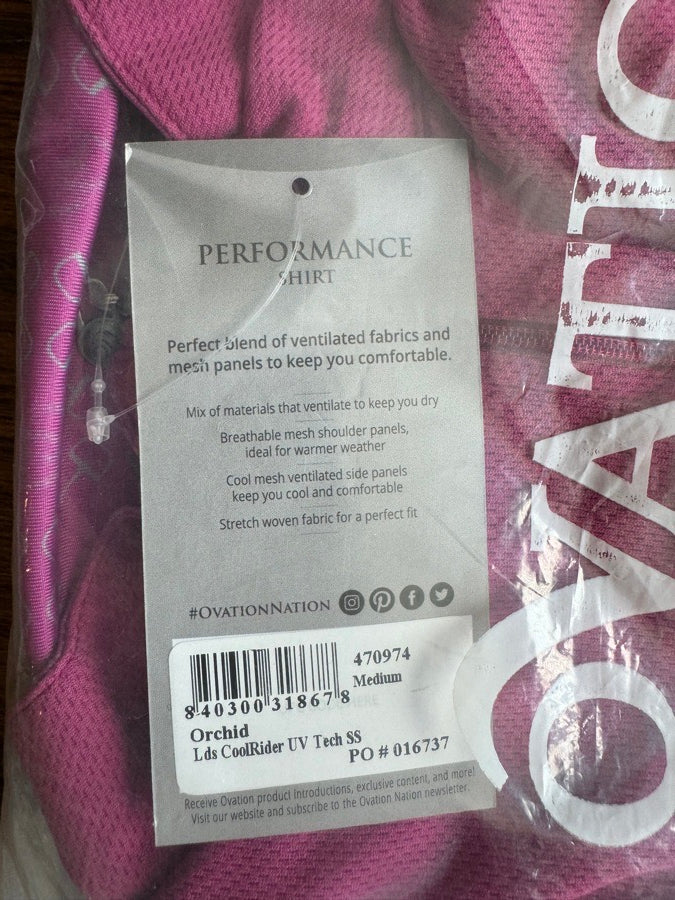 PERFORMANCE
SHIRT
Perfect blend of ventilated fabrics and
mesh panels to keep you comfortable.
Mix of materials that ventilate to keep you dry
Breathable mesh shoulder panels,
ideal for warmer weather
Cool mesh ventilated side panels
keep you cool and comfortable
Stretch woven fabric for a perfect fit
#OVATIONNATION
470974
Medium
8 40300 31867 8
Orchid
Lds CoolRider UV Tech SS
PO # 016737
Receive Ovation product introductions, exclusive content, and more!
Visit our website and subscribe to the Ovation Nation newsletter.
OVATIO